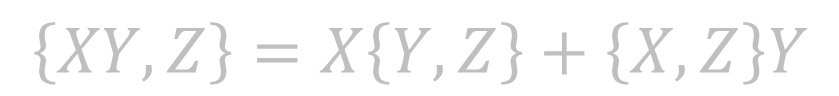 {XY, Z} = X{Y, Z} + {X, Z}Y